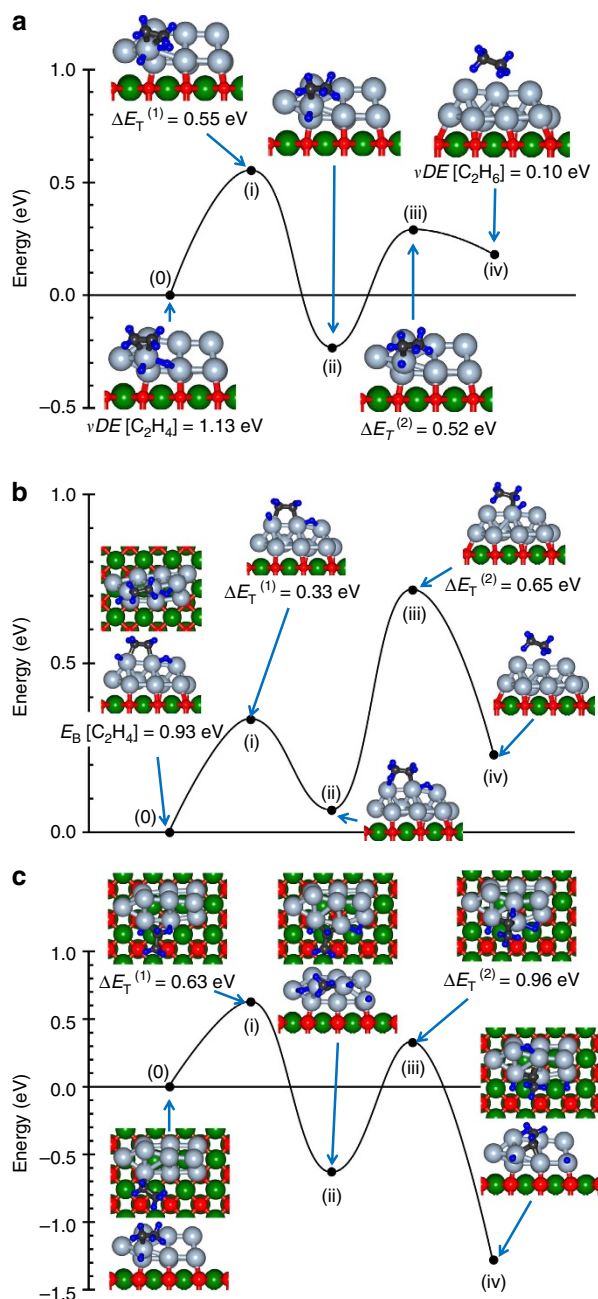 a
ΔE_T^(1) = 0.55 eV
vDE [C₂H₆] = 0.10 eV
1.0
0.5
0.0
–0.5
Energy (eV)
(0)
(i)
(ii)
(iii)
(iv)
vDE [C₂H₄] = 1.13 eV
ΔE_T^(2) = 0.52 eV
b
1.0
0.5
0.0
Energy (eV)
ΔE_T^(1) = 0.33 eV
ΔE_T^(2) = 0.65 eV
E_B [C₂H₄] = 0.93 eV
(0)
(i)
(ii)
(iii)
(iv)
c
1.0
0.5
0.0
–0.5
–1.0
–1.5
Energy (eV)
ΔE_T^(1) = 0.63 eV
ΔE_T^(2) = 0.96 eV
(0)
(i)
(ii)
(iii)
(iv)